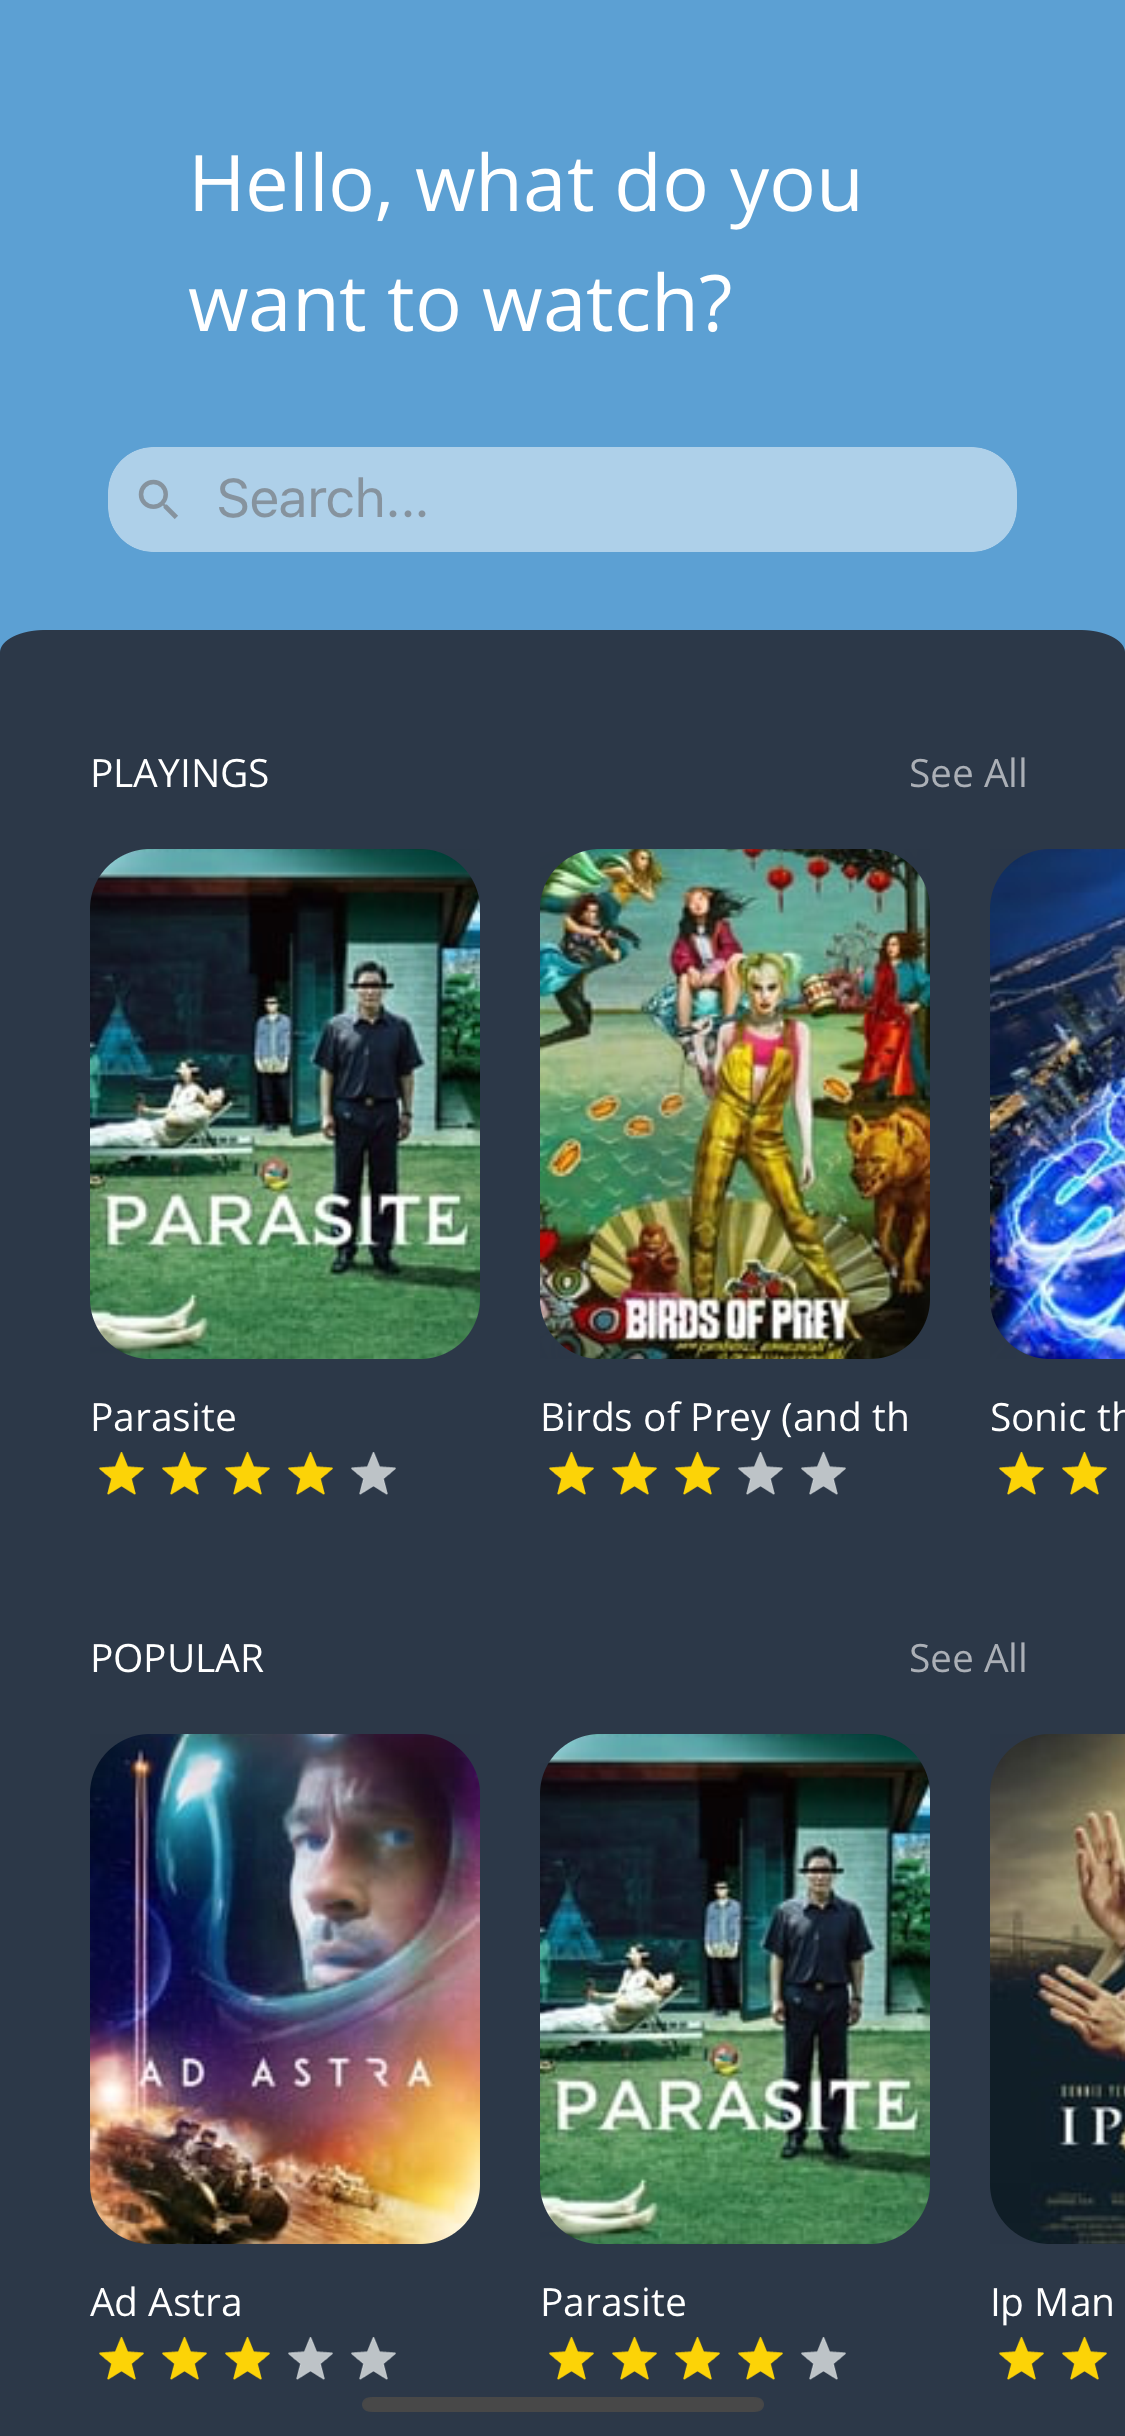 Hello, what do you
want to watch?
Search...
PLAYINGS
See All
PARASITE
BIRDS OF PREY
Parasite
Birds of Prey (and th
Sonic th
POPULAR
See All
AD ASTRA
PARASITE
IP
Ad Astra
Parasite
Ip Man